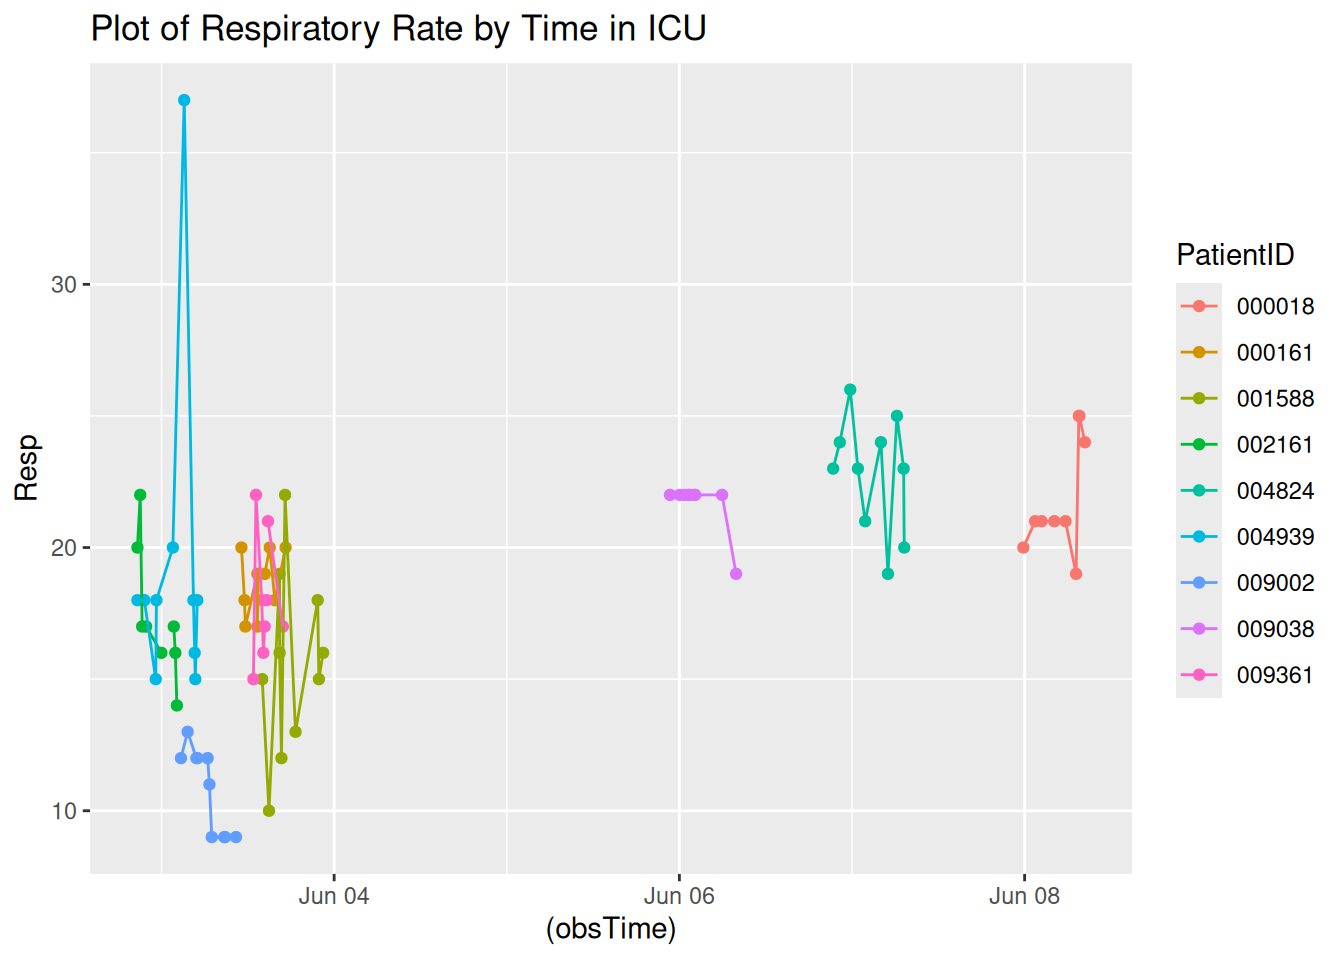 Plot of Respiratory Rate by Time in ICU
Resp
30
20
10
Jun 04
Jun 06
Jun 08
(obsTime)
PatientID
000018
000161
001588
002161
004824
004939
009002
009038
009361